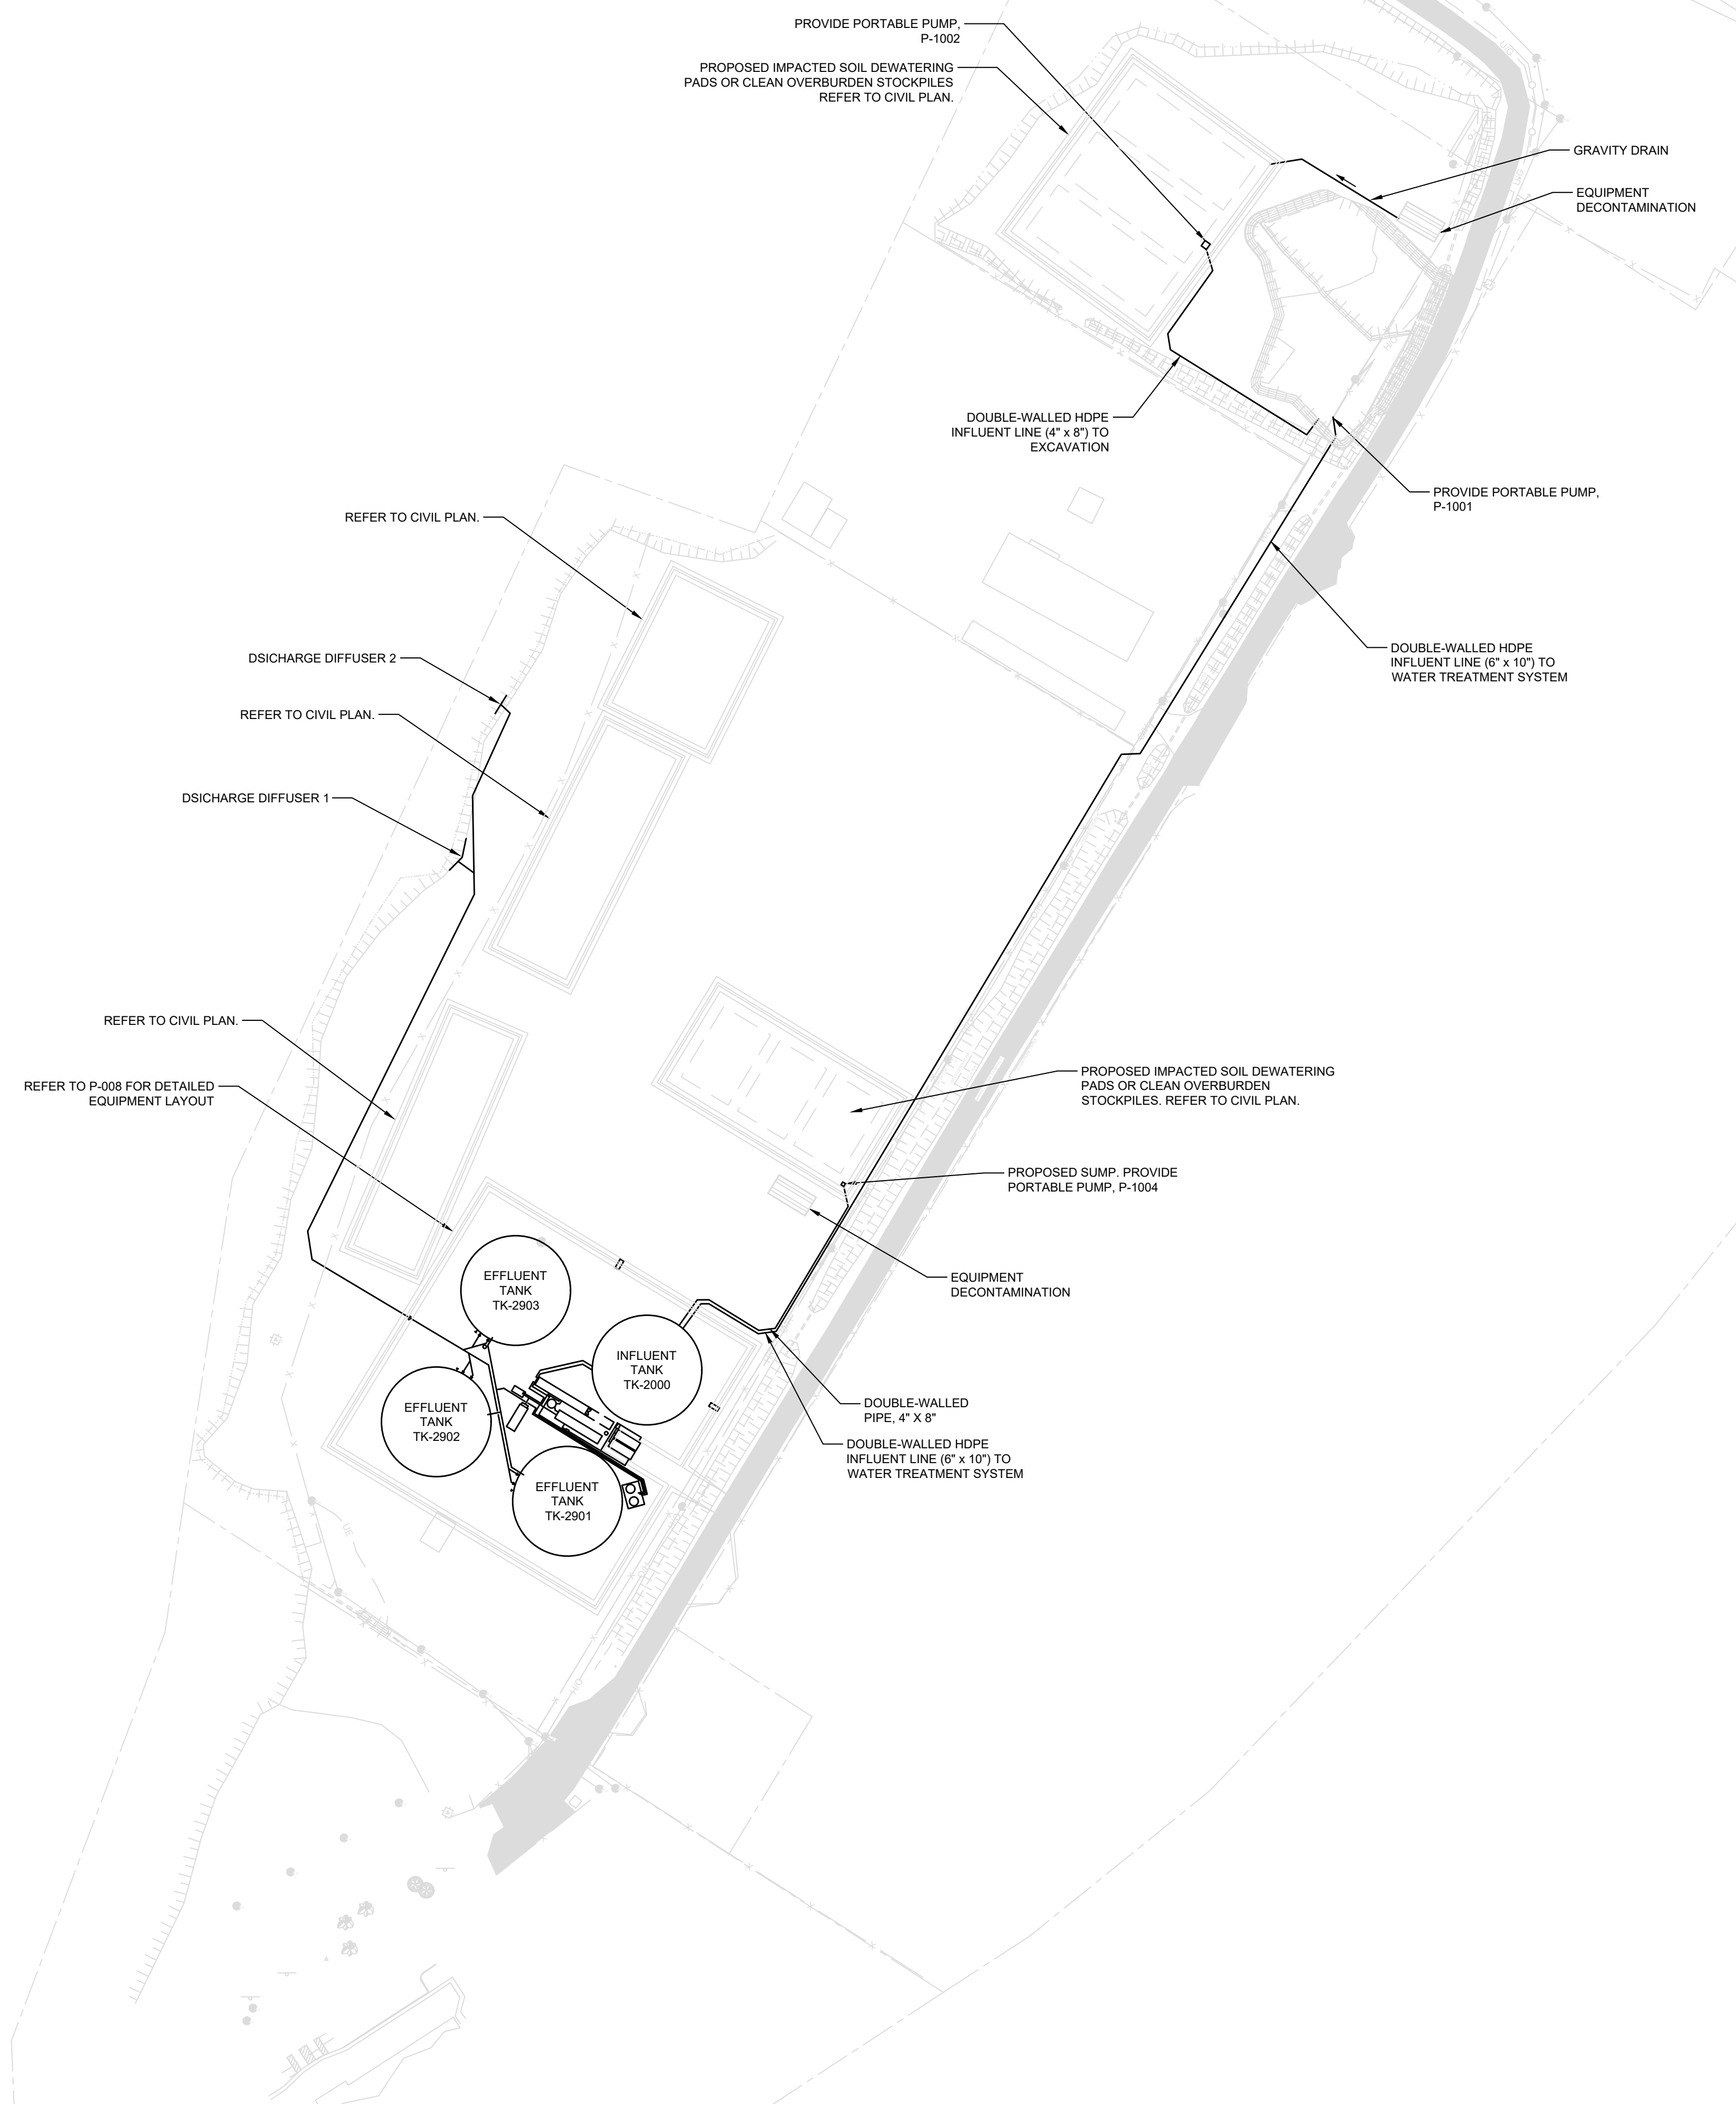 PROVIDE PORTABLE PUMP,
P-1002
PROPOSED IMPACTED SOIL DEWATERING
PADS OR CLEAN OVERBURDEN STOCKPILES
REFER TO CIVIL PLAN.
GRAVITY DRAIN
EQUIPMENT
DECONTAMINATION
DOUBLE-WALLED HDPE
INFLUENT LINE (4" x 8") TO
EXCAVATION
PROVIDE PORTABLE PUMP,
P-1001
REFER TO CIVIL PLAN.
DOUBLE-WALLED HDPE
INFLUENT LINE (6" x 10") TO
WATER TREATMENT SYSTEM
DSICHARGE DIFFUSER 2
REFER TO CIVIL PLAN.
DSICHARGE DIFFUSER 1
REFER TO CIVIL PLAN.
REFER TO P-008 FOR DETAILED
EQUIPMENT LAYOUT
PROPOSED IMPACTED SOIL DEWATERING
PADS OR CLEAN OVERBURDEN
STOCKPILES. REFER TO CIVIL PLAN.
PROPOSED SUMP. PROVIDE
PORTABLE PUMP, P-1004
EQUIPMENT
DECONTAMINATION
EFFLUENT
TANK
TK-2903
INFLUENT
TANK
TK-2000
EFFLUENT
TANK
TK-2902
EFFLUENT
TANK
TK-2901
DOUBLE-WALLED
PIPE, 4" X 8"
DOUBLE-WALLED HDPE
INFLUENT LINE (6" x 10") TO
WATER TREATMENT SYSTEM
UE